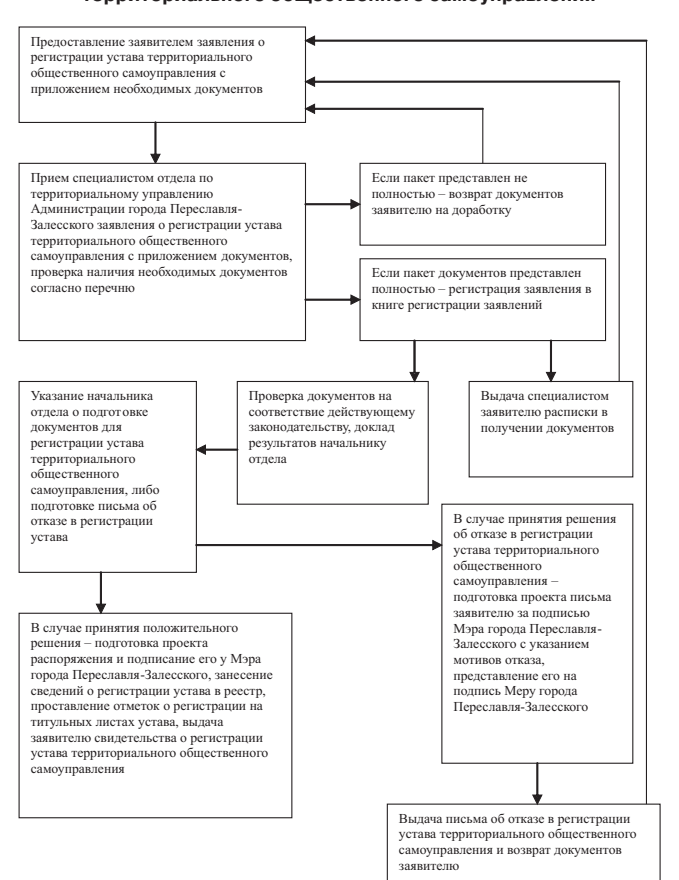 территориального общественного самоуправления
Предоставление заявителем заявления о
регистрации устава территориального
общественного самоуправления с
приложением необходимых документов
Прием специалистом отдела по
территориальному управлению
Администрации города Переславля-
Залесского заявления о регистрации устава
территориального общественного
самоуправления с приложением документов,
проверка наличия необходимых документов
согласно перечню
Если пакет представлен не
полностью – возврат документов
заявителю на доработку
Если пакет документов представлен
полностью – регистрация заявления в
книге регистрации заявлений
Указание начальника
отдела о подготовке
документов для
регистрации устава
территориального
общественного
самоуправления, либо
подготовке письма об
отказе в регистрации
устава
Проверка документов на
соответствие действующему
законодательству, доклад
результатов начальнику
отдела
Выдача специалистом
заявителю расписки в
получении документов
В случае принятия решения
об отказе в регистрации
устава территориального
общественного
самоуправления –
подготовка проекта письма
заявителю за подписью
Мэра города Переславля-
Залесского с указанием
мотивов отказа,
представление его на
подпись Меру города
Переславля-Залесского
В случае принятия положительного
решения – подготовка проекта
распоряжения и подписание его у Мэра
города Переславля-Залесского, занесение
сведений о регистрации устава в реестр,
проставление отметок о регистрации на
титульных листах устава, выдача
заявителю свидетельства о регистрации
устава территориального общественного
самоуправления
Выдача письма об отказе в регистрации
устава территориального общественного
самоуправления и возврат документов
заявителю